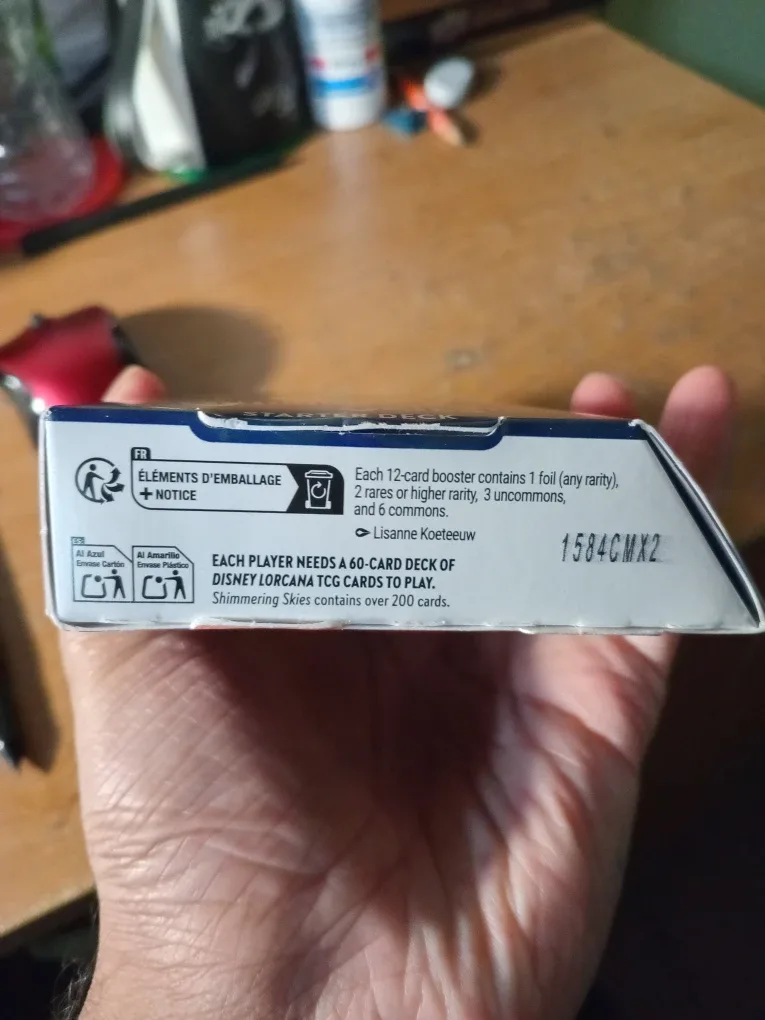 STARTER DECK
FR
ÉLÉMENTS D'EMBALLAGE
+ NOTICE
Each 12-card booster contains 1 foil (any rarity),
2 rares or higher rarity, 3 uncommons,
and 6 commons.
Lisanne Koeteeuw
1584CMX2
ES
Al Azul
Envase Cartón
Al Amarillo
Envase Plástico
EACH PLAYER NEEDS A 60-CARD DECK OF
DISNEY LORCANA TCG CARDS TO PLAY.
Shimmering Skies contains over 200 cards.